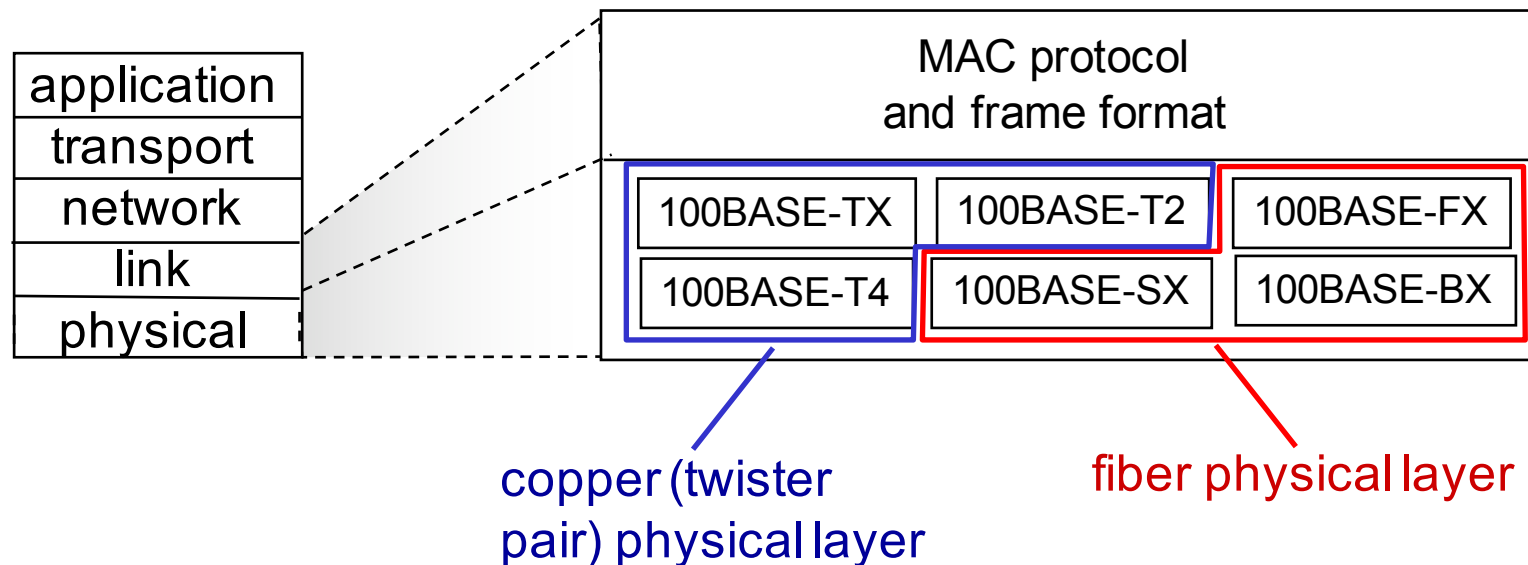 application
transport
network
link
physical
MAC protocol
and frame format
100BASE-TX
100BASE-T2
100BASE-FX
100BASE-T4
100BASE-SX
100BASE-BX
copper (twister
pair) physical layer
fiber physical layer